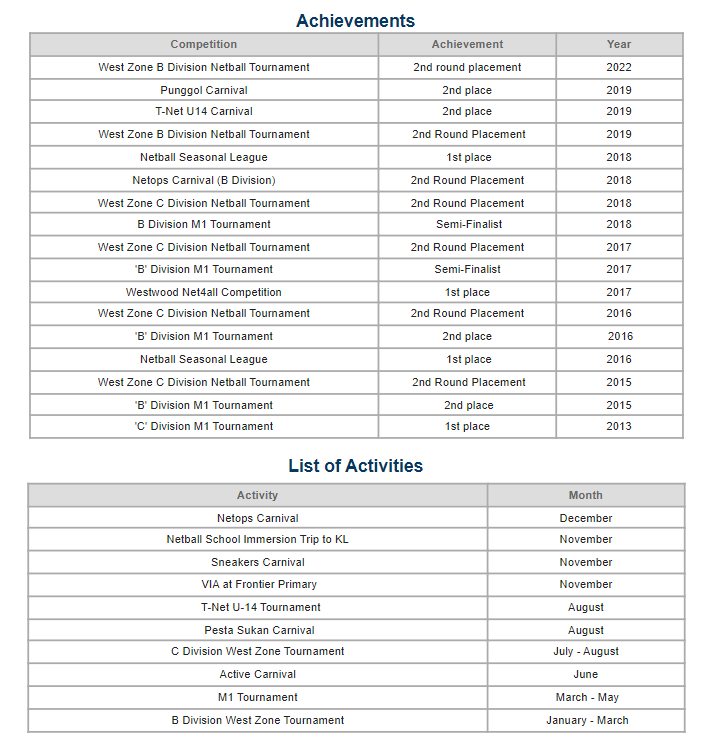 Achievements
Competition Achievement Year
West Zone B Division Netball Tournament 2nd round placement 2022
Punggol Carnival 2nd place 2019
T-Net U14 Carnival 2nd place 2019
West Zone B Division Netball Tournament 2nd Round Placement 2019
Netball Seasonal League 1st place 2018
Netops Carnival (B Division) 2nd Round Placement 2018
West Zone C Division Netball Tournament 2nd Round Placement 2018
B Division M1 Tournament Semi-Finalist 2018
West Zone C Division Netball Tournament 2nd Round Placement 2017
'B' Division M1 Tournament Semi-Finalist 2017
Westwood Net4all Competition 1st place 2017
West Zone C Division Netball Tournament 2nd Round Placement 2016
'B' Division M1 Tournament 2nd place 2016
Netball Seasonal League 1st place 2016
West Zone C Division Netball Tournament 2nd Round Placement 2015
'B' Division M1 Tournament 2nd place 2015
'C' Division M1 Tournament 1st place 2013
List of Activities
Activity Month
Netops Carnival December
Netball School Immersion Trip to KL November
Sneakers Carnival November
VIA at Frontier Primary November
T-Net U-14 Tournament August
Pesta Sukan Carnival August
C Division West Zone Tournament July - August
Active Carnival June
M1 Tournament March - May
B Division West Zone Tournament January - March